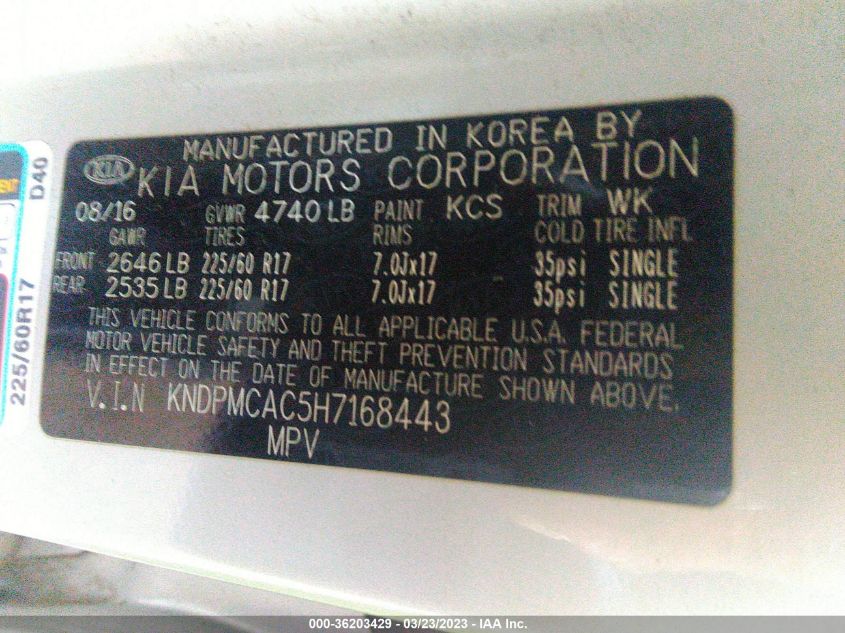 MANUFACTURED IN KOREA BY
KIA KIA MOTORS CORPORATION
08/16 GVWR 4740 LB PAINT KCS TRIM WK
GAWR TIRES RIMS COLD TIRE INFL
FRONT 2646 LB 225/60 R17 7.0Jx17 35psi SINGLE
REAR 2535 LB 225/60 R17 7.0Jx17 35psi SINGLE
THIS VEHICLE CONFORMS TO ALL APPLICABLE U.S.A. FEDERAL
MOTOR VEHICLE SAFETY AND THEFT PREVENTION STANDARDS
IN EFFECT ON THE DATE OF MANUFACTURE SHOWN ABOVE.
V.I.N KNDPMCAC5H7168443
MPV
D40
225/60R17
000-36203429 - 03/23/2023 - IAA Inc.